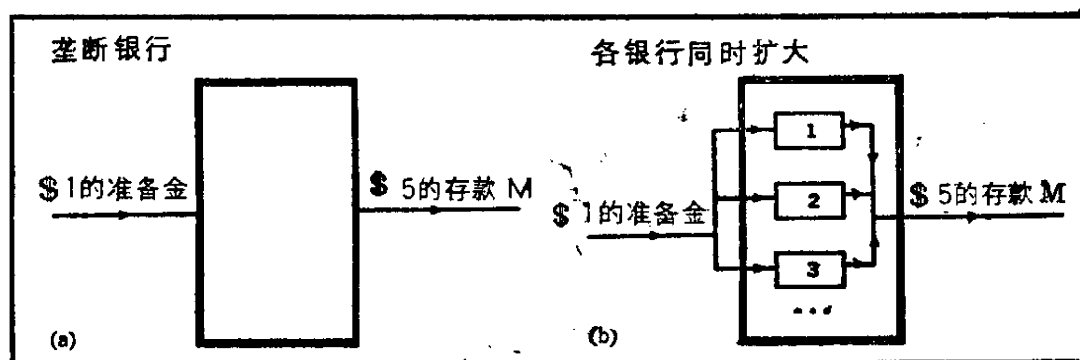 垄断银行
$1的准备金
$ 5的存款 M
(a)
各银行同时扩大
$ 1的准备金
1
2
3
...
$ 5的存款 M
(b)